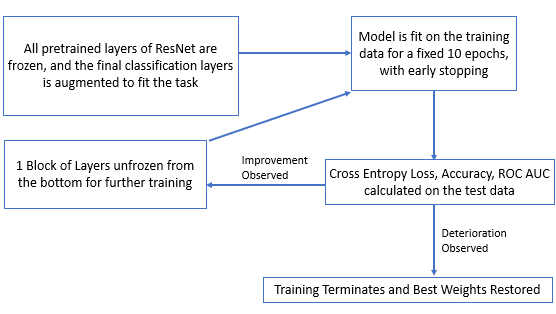 All pretrained layers of ResNet are
frozen, and the final classification layers
is augmented to fit the task
Model is fit on the training
data for a fixed 10 epochs,
with early stopping
1 Block of Layers unfrozen from
the bottom for further training
Improvement
Observed
Cross Entropy Loss, Accuracy, ROC AUC
calculated on the test data
Deterioration
Observed
Training Terminates and Best Weights Restored